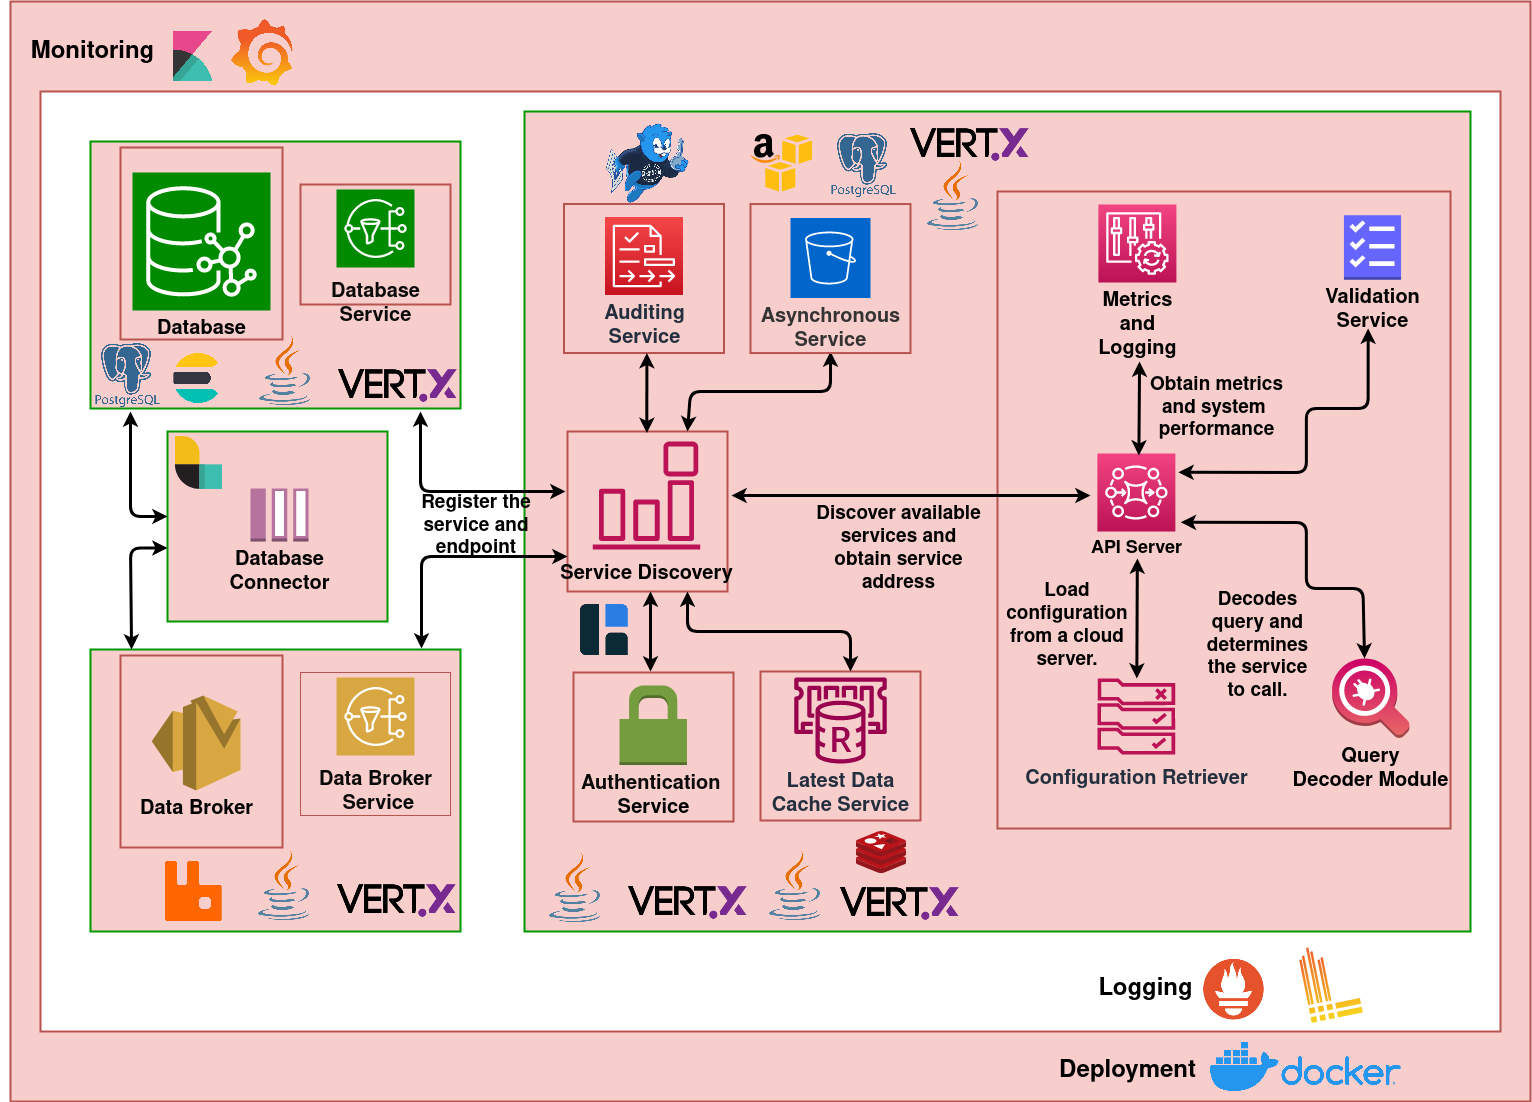 Monitoring
VERT.X
a
PostgreSQL
Database
Database
Service
PostgreSQL
VERT.X
Auditing
Service
Asynchronous
Service
Metrics
and
Logging
Validation
Service
Obtain metrics
and system
performance
Database
Connector
Register the
service and
endpoint
Service Discovery
Discover available
services and
obtain service
address
API Server
Load
configuration
from a cloud
server.
Decodes
query and
determines
the service
to call.
Data Broker
Data Broker
Service
VERT.X
Authentication
Service
R
Latest Data
Cache Service
Configuration Retriever
Query
Decoder Module
VERT.X
VERT.X
Logging
Deployment
docker